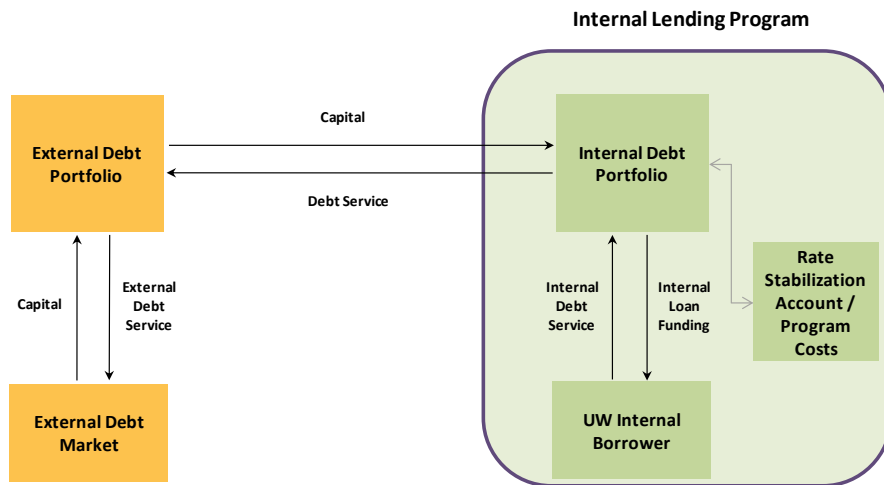 Internal Lending Program
External Debt
Portfolio
Capital
Debt Service
Internal Debt
Portfolio
Rate
Stabilization
Account /
Program
Costs
Capital
External
Debt
Service
Internal
Debt
Service
Internal
Loan
Funding
External Debt
Market
UW Internal
Borrower